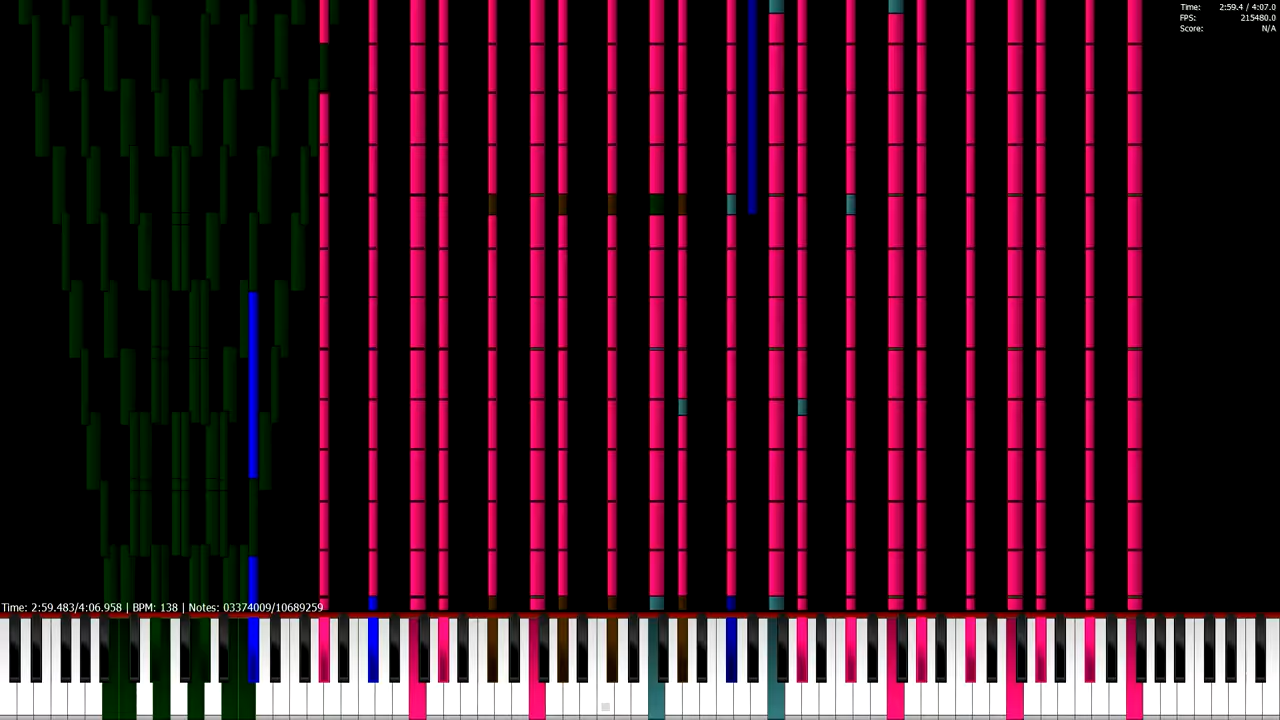 Time: 2:59.4 / 4:07.0
FPS: 215480.0
Score: N/A
Time: 2:59.483/4:06.958 | BPM: 138 | Notes: 03374009/10689259